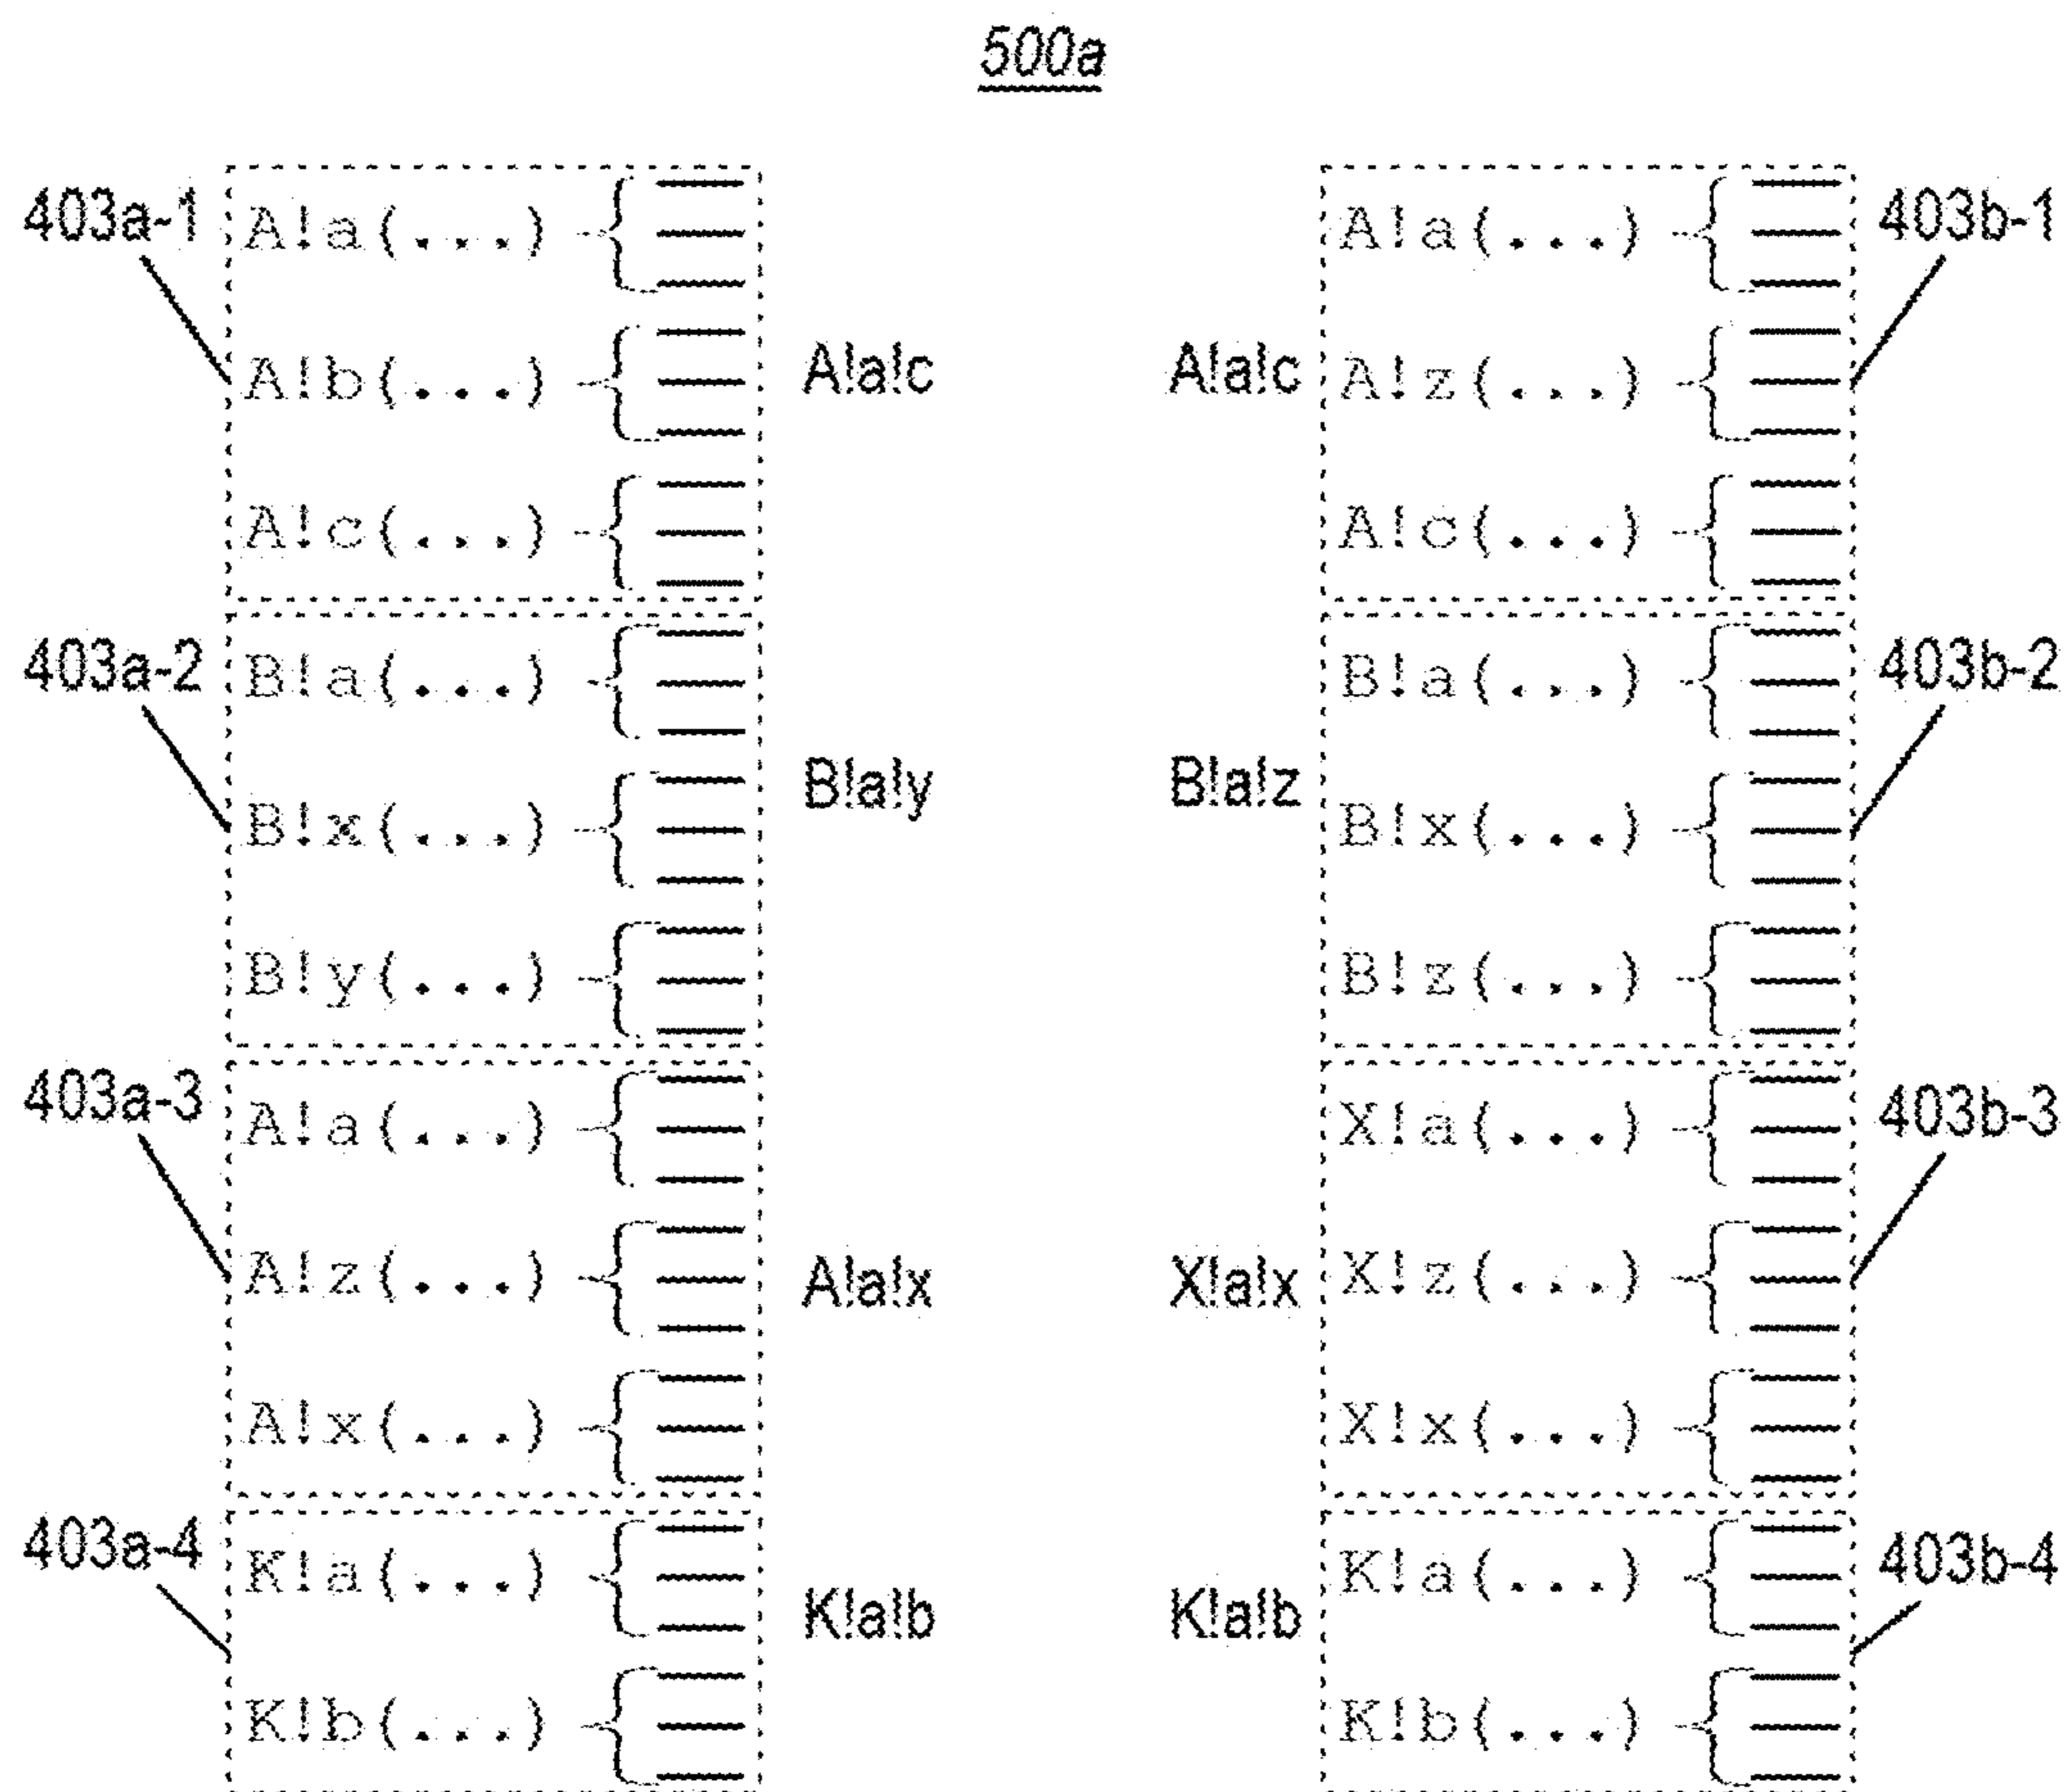 500a
403a-1 A!a(...) A!a(...) 403b-1
A!b(...) A!a!c A!a!c A!z(...)
A!c(...) A!c(...)
403a-2 B!a(...) B!a(...) 403b-2
B!a!y B!a!z
B!x(...) B!x(...)
B!y(...) B!z(...)
403a-3 A!a(...) X!a(...) 403b-3
A!z(...) A!a!x X!a!x X!z(...)
A!x(...) X!x(...)
403a-4 K!a(...) K!a(...) 403b-4
K!a!b K!a!b
K!b(...) K!b(...)